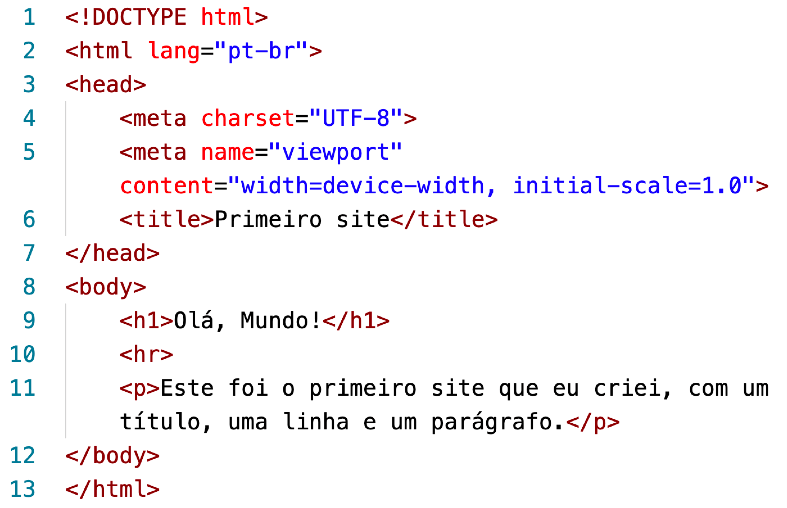 1 <!DOCTYPE html>
2 <html lang="pt-br">
3 <head>
4 <meta charset="UTF-8">
5 <meta name="viewport"
content="width=device-width, initial-scale=1.0">
6 <title>Primeiro site</title>
7 </head>
8 <body>
9 <h1>Olá, Mundo!</h1>
10 <hr>
11 <p>Este foi o primeiro site que eu criei, com um
título, uma linha e um parágrafo.</p>
12 </body>
13 </html>